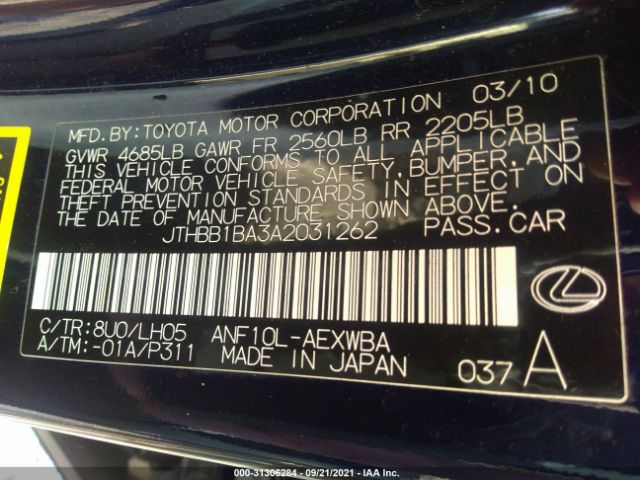 MFD. BY: TOYOTA MOTOR CORPORATION 03/10
GVWR 4685LB GAWR FR 2560LB RR 2205LB
THIS VEHICLE CONFORMS TO ALL APPLICABLE
FEDERAL MOTOR VEHICLE SAFETY, BUMPER, AND
THEFT PREVENTION STANDARDS IN EFFECT ON
THE DATE OF MANUFACTURE SHOWN ABOVE.
JTHBB1BA3A2031262 PASS. CAR
C/TR: 8U0/LH05 ANF10L-AEXWBA
A/TM: -01A/P311 MADE IN JAPAN
037 A
000-31306284 - 09/21/2021 - IAA Inc.